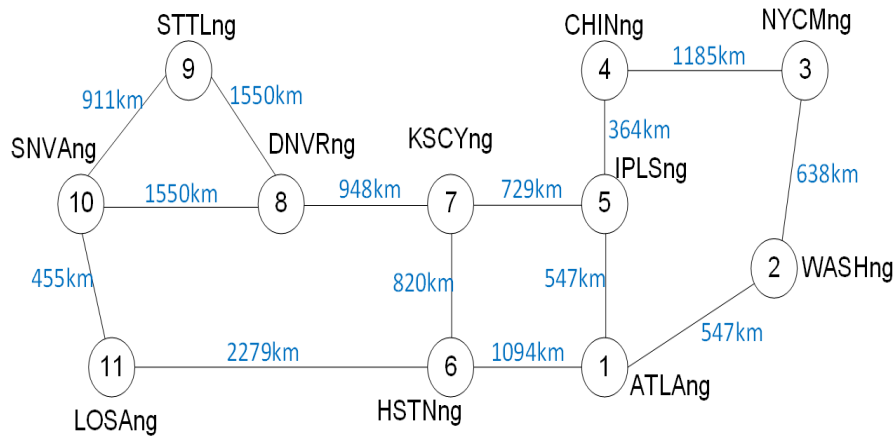 STTLng
CHINng
NYCMng
9
4
1185km
3
911km
1550km
364km
SNVAng
DNVRng
KSCYng
IPLSng
10
1550km
8
948km
7
729km
5
638km
455km
820km
547km
2
WASHng
547km
11
2279km
6
1094km
1
ATLAng
LOSAng
HSTNng